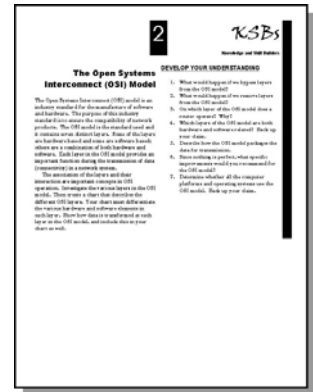 2
KSBs
Knowledge and Skill Builders
The Open Systems
Interconnect (OSI) Model
The Open Systems Interconnect (OSI) model is an
industry standard for the manufacture of software
and hardware. The purpose of this industry
standard is to assure the compatibility of network
products. The OSI model is the standard used and
it contains seven distinct layers. Some of the layers
are hardware based and some are software based;
others are a combination of both hardware and
software. Each layer in the OSI model provides an
important function during the transmission of data
(connectivity) in a network system.
The association of the layers and their
interaction are important concepts in OSI
operation. Investigate the various layers in the OSI
model. Then create a chart that describes the
different OSI layers. Your chart must differentiate
the various hardware and software elements in
each layer. Show how data is transformed at each
layer in the OSI model, and include this in your
chart as well.
DEVELOP YOUR UNDERSTANDING
1. What would happen if we bypass layers
from the OSI model?
2. What would happen if we remove layers
from the OSI model?
3. On which layer of the OSI model does a
router operate? Why?
4. Which layers of the OSI model are both
hardware and software related? Back up
your claim.
5. Describe how the OSI model packages the
data for transmission.
6. Since nothing is perfect, what specific
improvements would you recommend for
the OSI model?
7. Determine whether all the computer
platforms and operating systems use the
OSI model. Back up your claim.